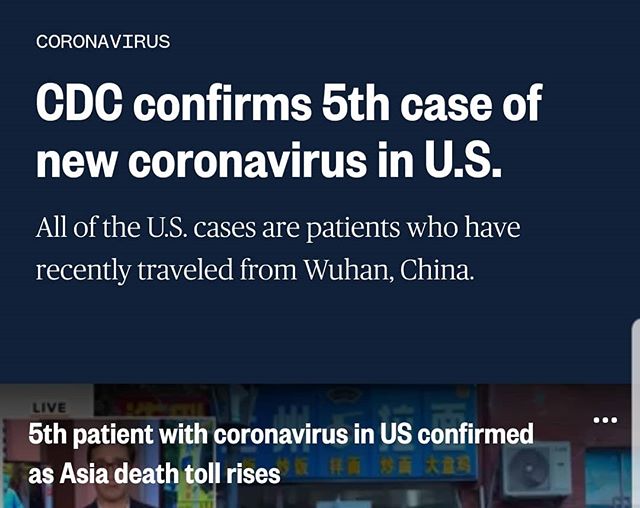 CORONAVIRUS
CDC confirms 5th case of
new coronavirus in U.S.
All of the U.S. cases are patients who have
recently traveled from Wuhan, China.
LIVE
5th patient with coronavirus in US confirmed
as Asia death toll rises